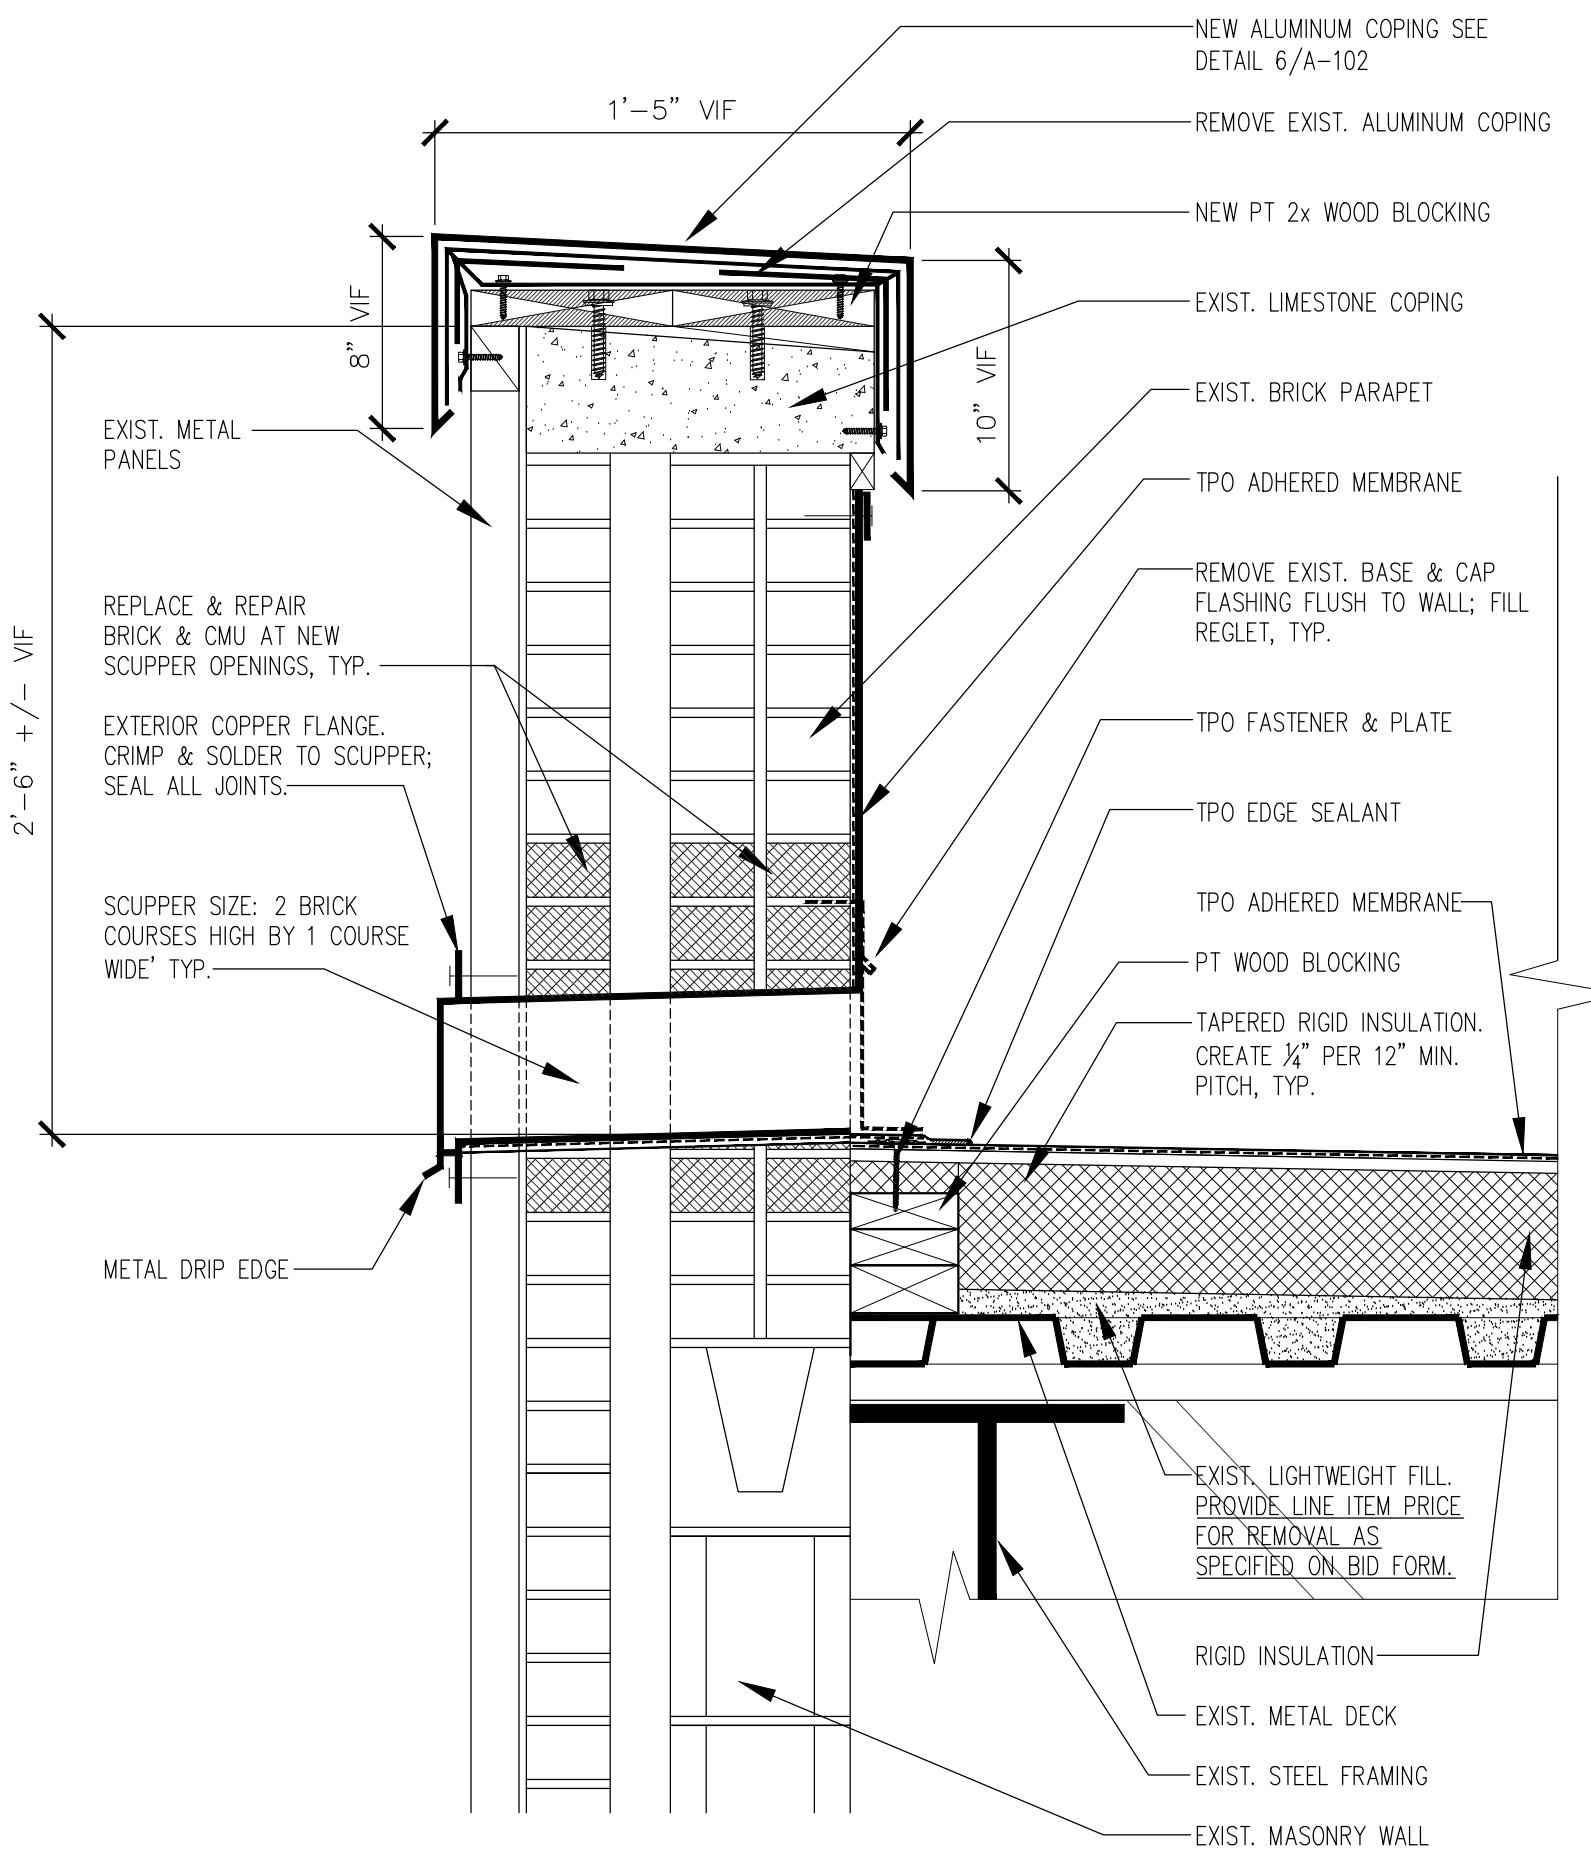 NEW ALUMINUM COPING SEE
DETAIL 6/A-102
1'-5" VIF
REMOVE EXIST. ALUMINUM COPING
NEW PT 2x WOOD BLOCKING
8" VIF
EXIST. LIMESTONE COPING
10" VIF
EXIST. BRICK PARAPET
EXIST. METAL
PANELS
TPO ADHERED MEMBRANE
REMOVE EXIST. BASE & CAP
FLASHING FLUSH TO WALL; FILL
REGLET, TYP.
REPLACE & REPAIR
BRICK & CMU AT NEW
SCUPPER OPENINGS, TYP.
2'-6" +/- VIF
EXTERIOR COPPER FLANGE.
CRIMP & SOLDER TO SCUPPER;
SEAL ALL JOINTS.
TPO FASTENER & PLATE
TPO EDGE SEALANT
SCUPPER SIZE: 2 BRICK
COURSES HIGH BY 1 COURSE
WIDE' TYP.
TPO ADHERED MEMBRANE
PT WOOD BLOCKING
TAPERED RIGID INSULATION.
CREATE ¼" PER 12" MIN.
PITCH, TYP.
METAL DRIP EDGE
EXIST. LIGHTWEIGHT FILL.
PROVIDE LINE ITEM PRICE
FOR REMOVAL AS
SPECIFIED ON BID FORM.
RIGID INSULATION
EXIST. METAL DECK
EXIST. STEEL FRAMING
EXIST. MASONRY WALL